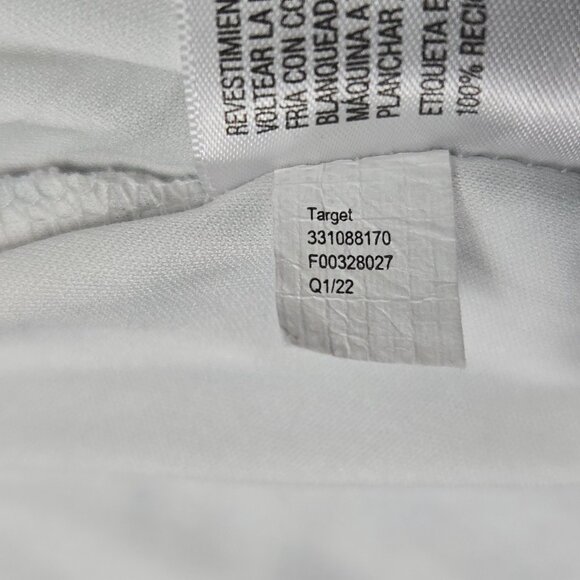 REVESTIMIEN
VOLTEAR LA
FRÍA CON CO
BLANQUEAD
MÁQUINA A
PLANCHAR
ETIQUETA E
100% RECI
Target
331088170
F00328027
Q1/22